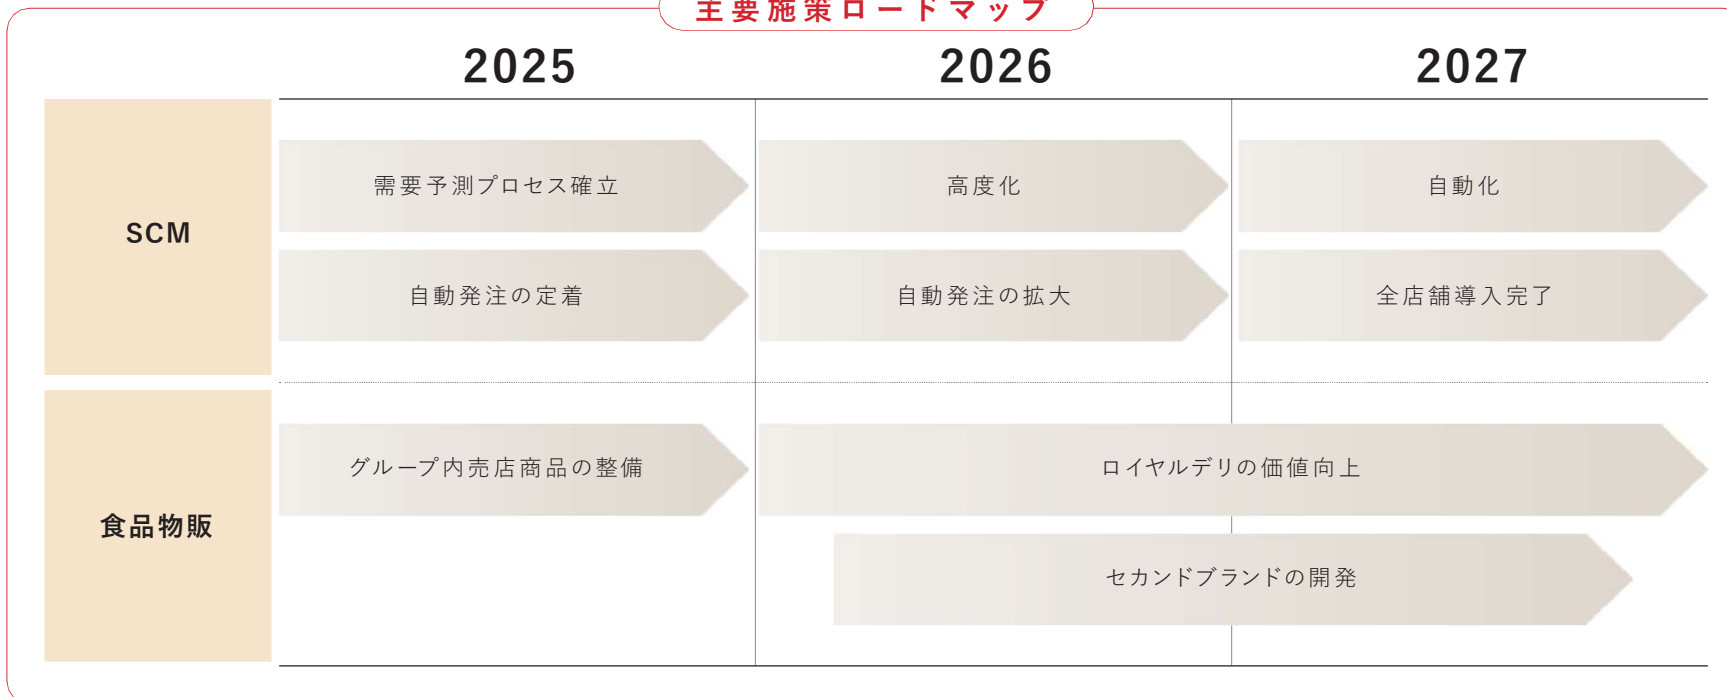 主要施策ロードマップ
2025
2026
2027
SCM
需要予測プロセス確立
高度化
自動化
自動発注の定着
自動発注の拡大
全店舗導入完了
食品物販
グループ内売店商品の整備
ロイヤルデリの価値向上
セカンドブランドの開発